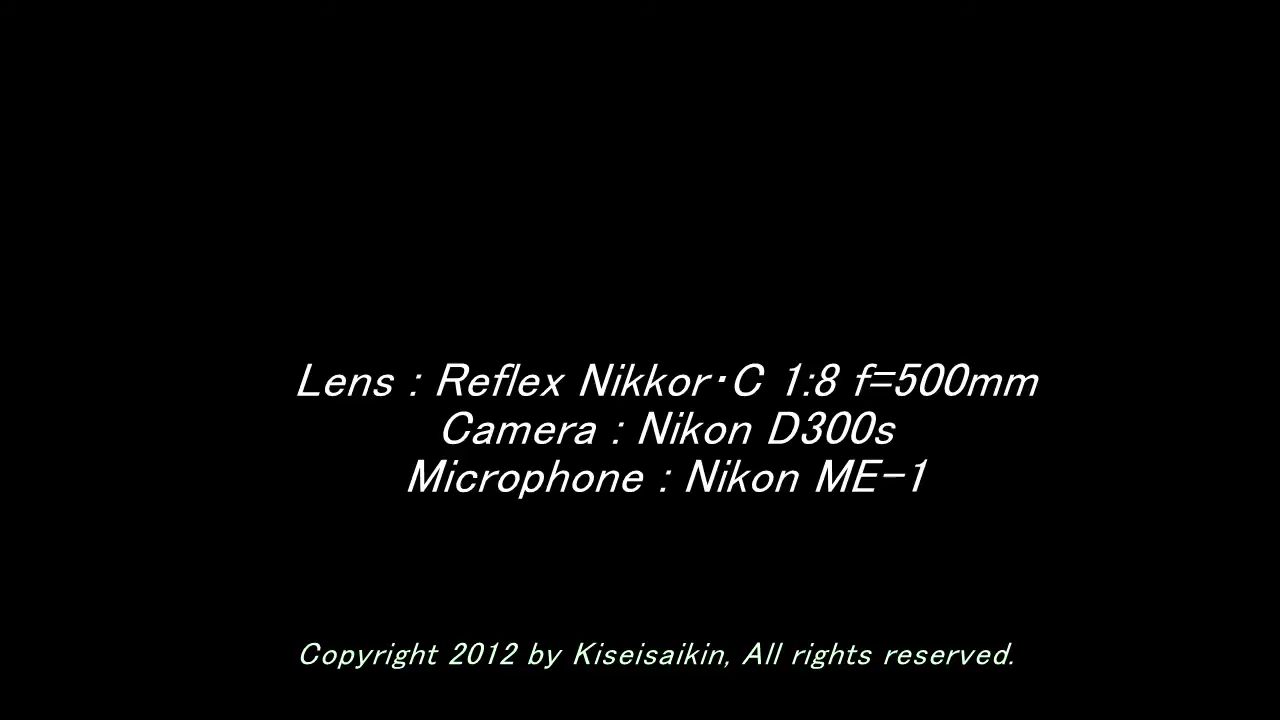 Lens : Reflex Nikkor･C 1:8 f=500mm
Camera : Nikon D300s
Microphone : Nikon ME-1
Copyright 2012 by Kiseisaikin, All rights reserved.